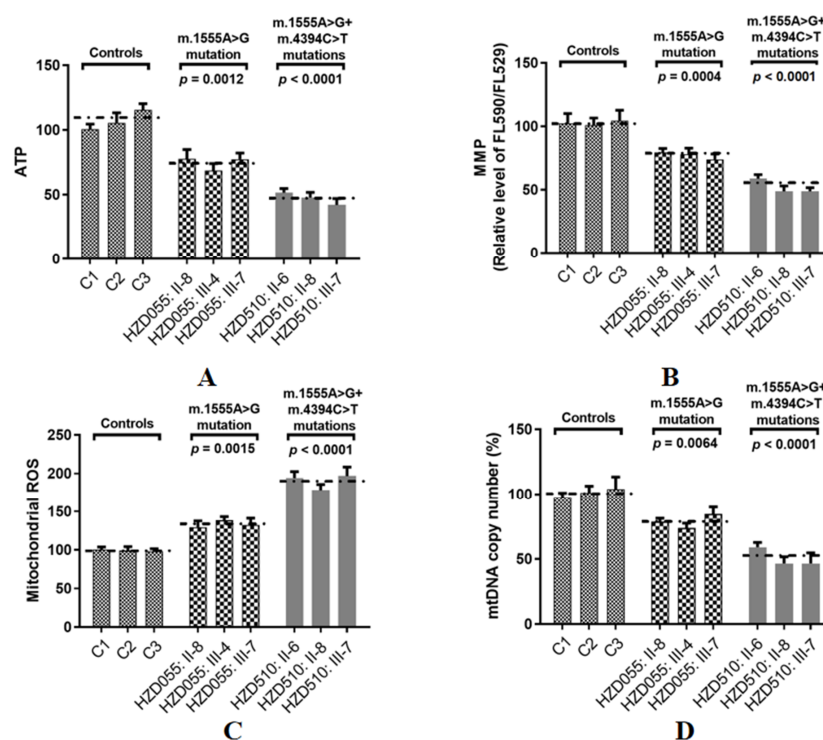 m.1555A>G+
m.1555A>G m.4394C>T
Controls mutation mutations
p = 0.0012 p < 0.0001
150
100
50
0
ATP
C1 C2 C3 HZD055: II-8 HZD055: III-4 HZD055: III-7 HZD510: II-6 HZD510: II-8 HZD510: III-7
A
m.1555A>G+
m.1555A>G m.4394C>T
Controls mutation mutations
p = 0.0004 p < 0.0001
150
100
50
0
MMP
(Relative level of FL590/FL529)
C1 C2 C3 HZD055: II-8 HZD055: III-4 HZD055: III-7 HZD510: II-6 HZD510: II-8 HZD510: III-7
B
m.1555A>G+
m.1555A>G m.4394C>T
Controls mutation mutations
p = 0.0015 p < 0.0001
250
200
150
100
50
0
Mitochondrial ROS
C1 C2 C3 HZD055: II-8 HZD055: III-4 HZD055: III-7 HZD510: II-6 HZD510: II-8 HZD510: III-7
C
m.1555A>G+
m.1555A>G m.4394C>T
Controls mutation mutations
p = 0.0064 p < 0.0001
150
100
50
0
mtDNA copy number (%)
C1 C2 C3 HZD055: II-8 HZD055: III-4 HZD055: III-7 HZD510: II-6 HZD510: II-8 HZD510: III-7
D